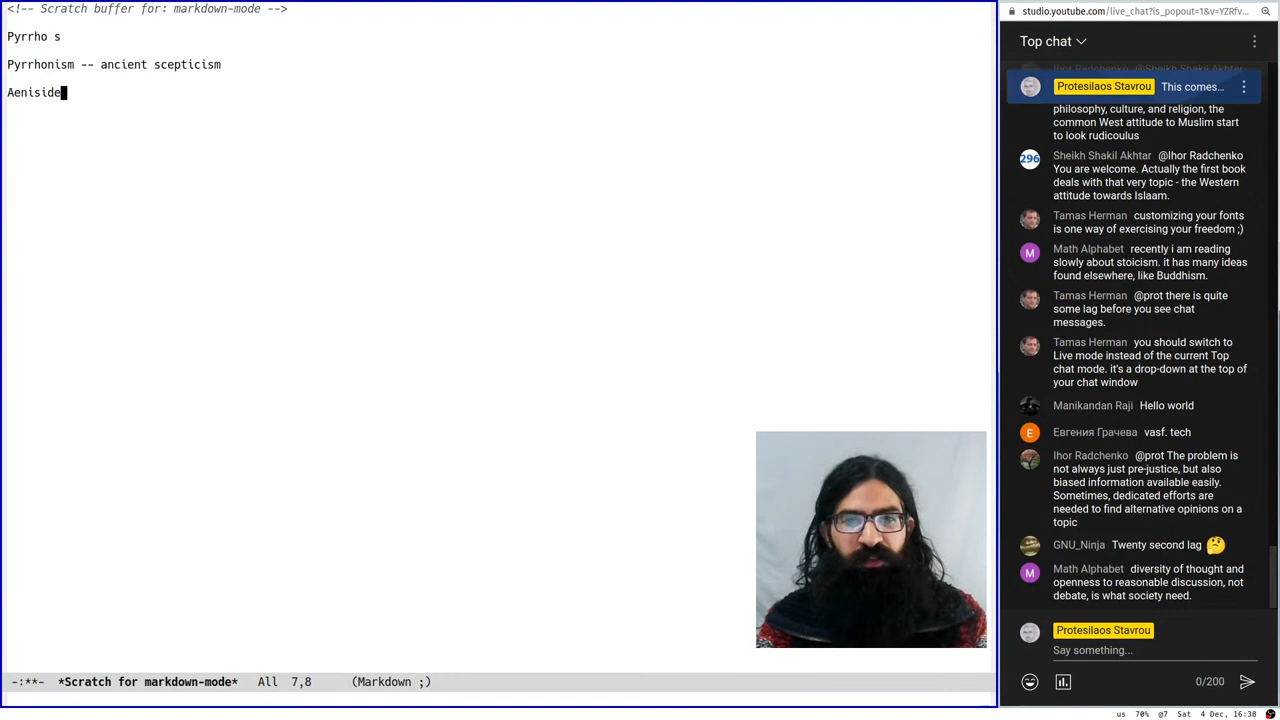 <!-- Scratch buffer for: markdown-mode -->
Pyrrho s
Pyrrhonism -- ancient scepticism
Aeniside
-:**-  *Scratch for markdown-mode*   All  7,8      (Markdown ;)
studio.youtube.com/live_chat?is_popout=1&v=YZRfv...
Top chat
Protesilaos Stavrou This comes...
philosophy, culture, and religion, the
common West attitude to Muslim start
to look rudicoulus
296
Sheikh Shakil Akhtar @Ihor Radchenko
You are welcome. Actually the first book
deals with that very topic - the Western
attitude towards Islaam.
Tamas Herman customizing your fonts
is one way of exercising your freedom ;)
M
Math Alphabet recently i am reading
slowly about stoicism. it has many ideas
found elsewhere, like Buddhism.
Tamas Herman @prot there is quite
some lag before you see chat
messages.
Tamas Herman you should switch to
Live mode instead of the current Top
chat mode. it's a drop-down at the top of
your chat window
Manikandan Raji Hello world
Е
Евгения Грачева vasf. tech
Ihor Radchenko @prot The problem is
not always just pre-justice, but also
biased information available easily.
Sometimes, dedicated efforts are
needed to find alternative opinions on a
topic
GNU_Ninja Twenty second lag 🤔
M
Math Alphabet diversity of thought and
openness to reasonable discussion, not
debate, is what society need.
Protesilaos Stavrou
Say something...
0/200
us 70% @7 Sat 4 Dec, 16:38